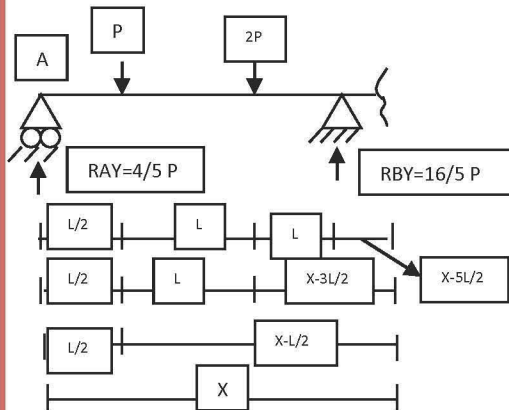 P
2P
A
RAY=4/5 P
RBY=16/5 P
L/2
L
L
L/2
L
X-3L/2
X-5L/2
L/2
X-L/2
X